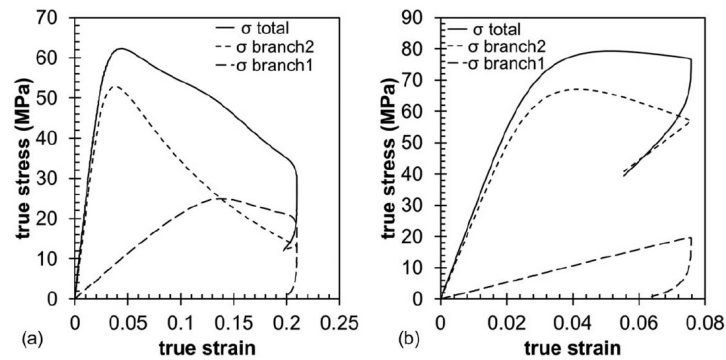 70
60
50
40
30
20
10
0
true stress (MPa)
σ total
σ branch2
σ branch1
0
0.05
0.10
0.15
0.20
0.25
true strain
(a)
90
80
70
60
50
40
30
20
10
0
true stress (MPa)
σ total
σ branch2
σ branch1
0
0.02
0.04
0.06
0.08
true strain
(b)